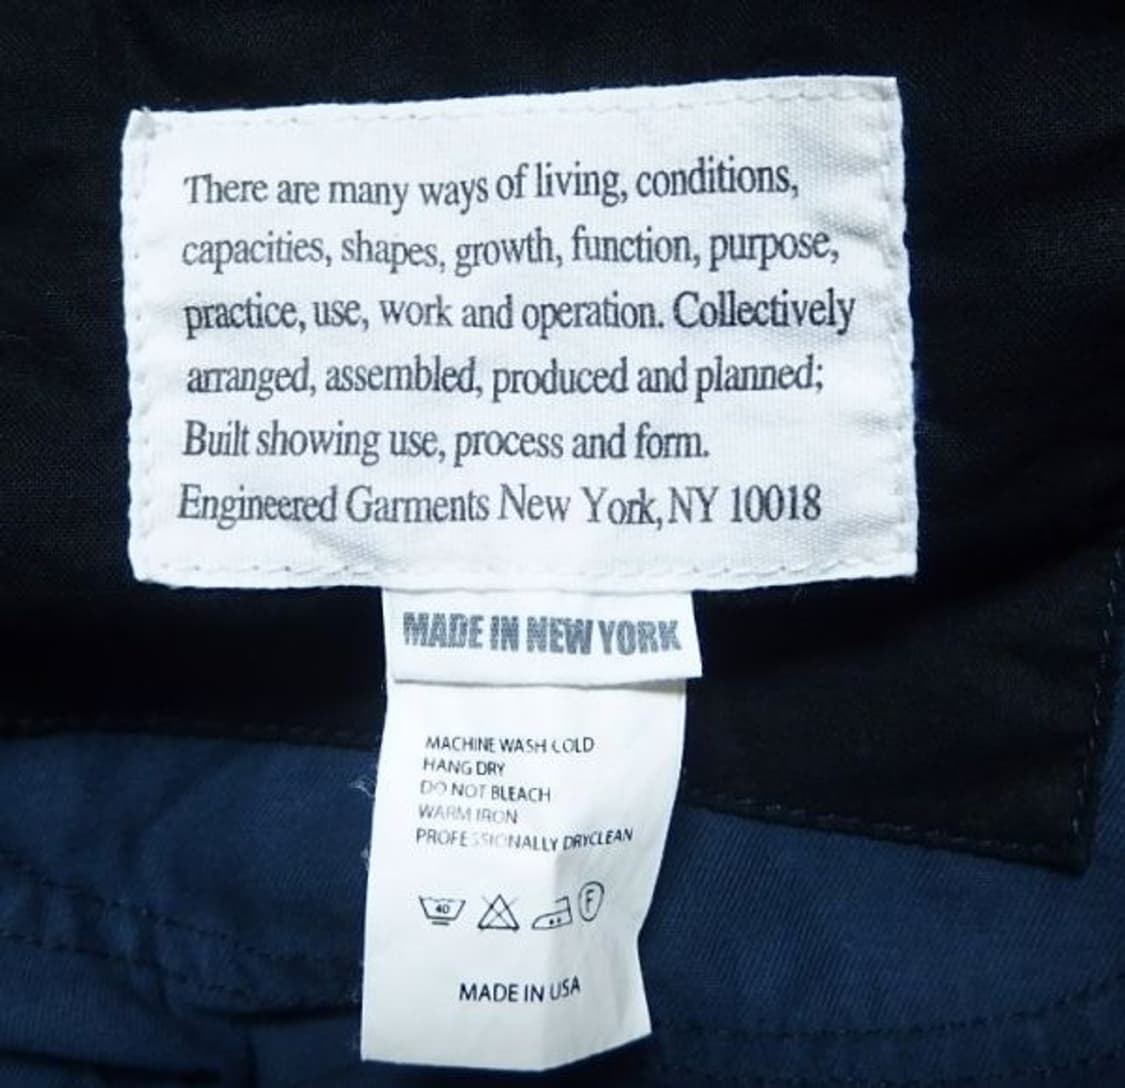 There are many ways of living, conditions,
capacities, shapes, growth, function, purpose,
practice, use, work and operation. Collectively
arranged, assembled, produced and planned;
Built showing use, process and form.
Engineered Garments New York, NY 10018
MADE IN NEW YORK
MACHINE WASH COLD
HANG DRY
DO NOT BLEACH
WARM IRON
PROFESSIONALLY DRYCLEAN
40 F
MADE IN USA